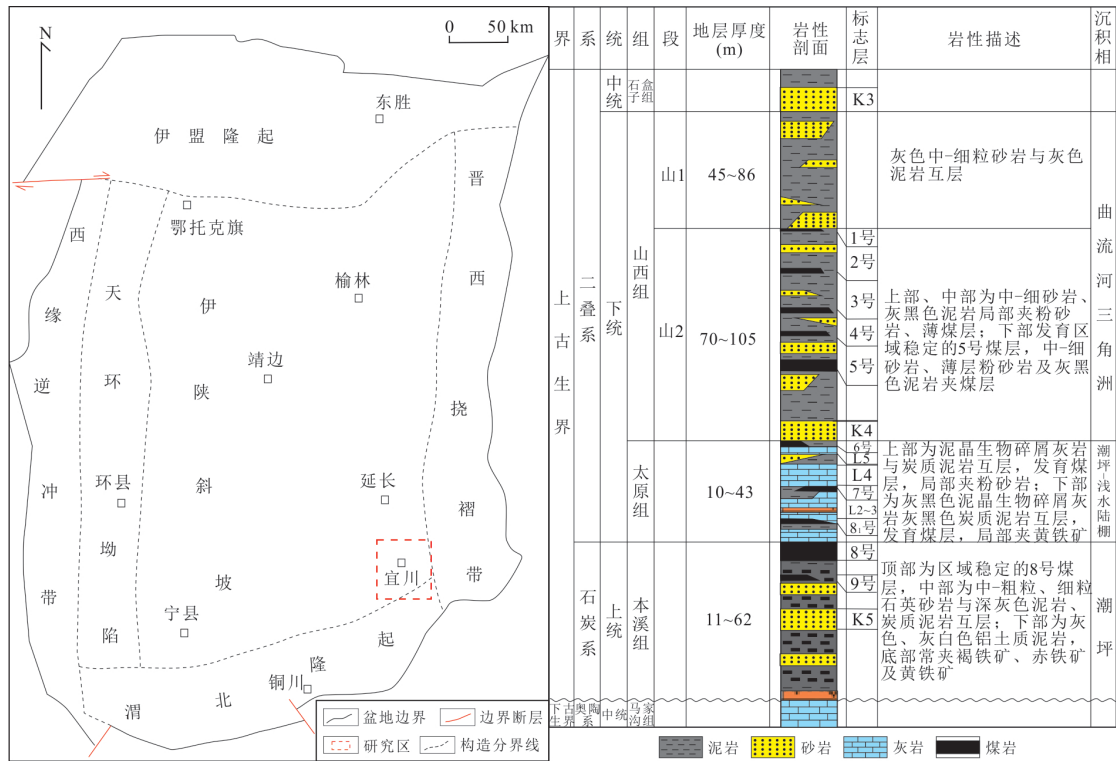 N
0 50 km
东胜
伊盟隆起
鄂托克旗
西缘逆冲带
天环坳陷
伊陕斜坡
晋西挠褶带
榆林
靖边
环县
延长
宜川
宁县
铜川
渭北隆起
盆地边界
边界断层
研究区
构造分界线
界
系
统
组
段
地层厚度
(m)
岩性
剖面
标志层
岩性描述
沉积相
上古生界
二叠系
中统
石盒
子组
K3
下统
山西组
山1
45~86
灰色中-细粒砂岩与灰色
泥岩互层
曲流河三角洲
山2
70~105
1号
2号
3号
4号
5号
K4
上部、中部为中-细砂岩、
灰黑色泥岩局部夹粉砂
岩、薄煤层；下部发育区
域稳定的5号煤层，中-细
砂岩、薄层粉砂岩及灰黑
色泥岩夹煤层
太原组
10~43
6号
L5
L4
7号
L2~3
8₁号
上部为泥晶生物碎屑灰岩
与炭质泥岩互层，发育煤
层，局部夹粉砂岩；下部
为灰黑色泥晶生物碎屑灰
岩灰黑色炭质泥岩互层，
发育煤层，局部夹黄铁矿
潮坪-浅水陆棚
石炭系
上统
本溪组
11~62
8号
9号
K5
顶部为区域稳定的8号煤
层，中部为中-粗粒、细粒
石英砂岩与深灰色泥岩、
炭质泥岩互层；下部为灰
色、灰白色铝土质泥岩，
底部常夹褐铁矿、赤铁矿
及黄铁矿
潮坪
下古
生界
奥陶
系
中统
马家
沟组
泥岩
砂岩
灰岩
煤岩